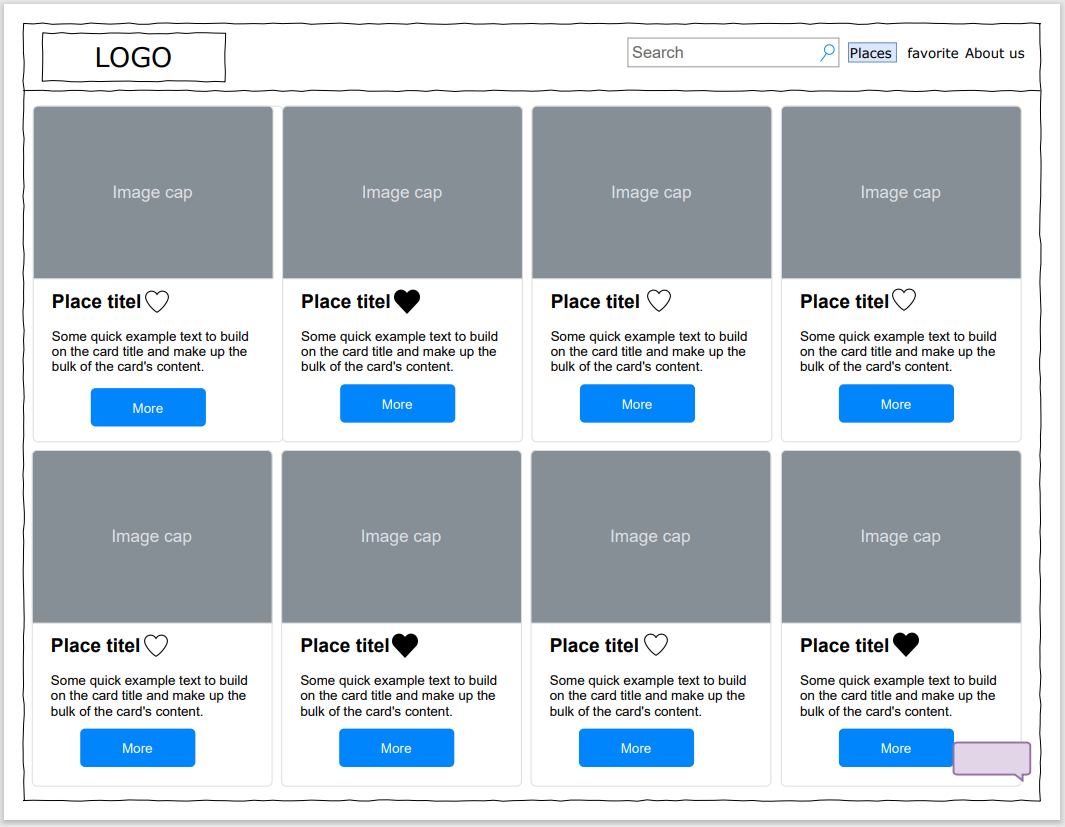 LOGO
Search
Places favorite About us
Image cap
Image cap
Image cap
Image cap
Place titel
Some quick example text to build
on the card title and make up the
bulk of the card's content.
More
Place titel
Some quick example text to build
on the card title and make up the
bulk of the card's content.
More
Place titel
Some quick example text to build
on the card title and make up the
bulk of the card's content.
More
Place titel
Some quick example text to build
on the card title and make up the
bulk of the card's content.
More
Image cap
Image cap
Image cap
Image cap
Place titel
Some quick example text to build
on the card title and make up the
bulk of the card's content.
More
Place titel
Some quick example text to build
on the card title and make up the
bulk of the card's content.
More
Place titel
Some quick example text to build
on the card title and make up the
bulk of the card's content.
More
Place titel
Some quick example text to build
on the card title and make up the
bulk of the card's content.
More